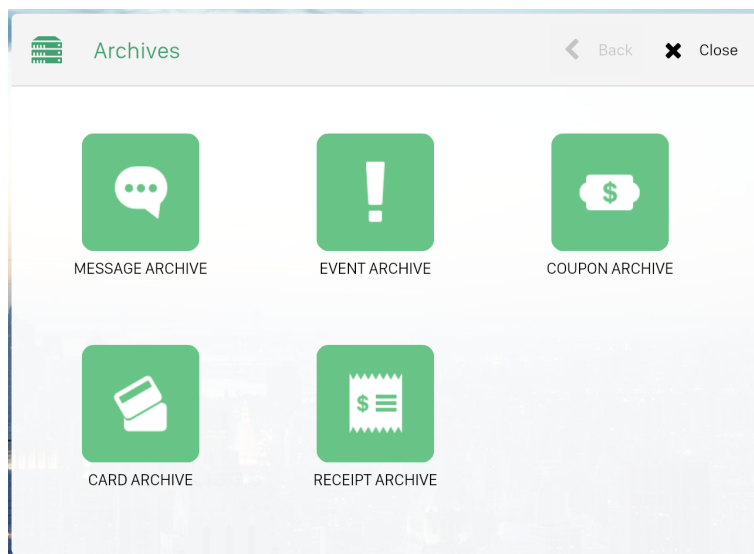 Archives
Back
Close
MESSAGE ARCHIVE
EVENT ARCHIVE
$
COUPON ARCHIVE
CARD ARCHIVE
$
RECEIPT ARCHIVE